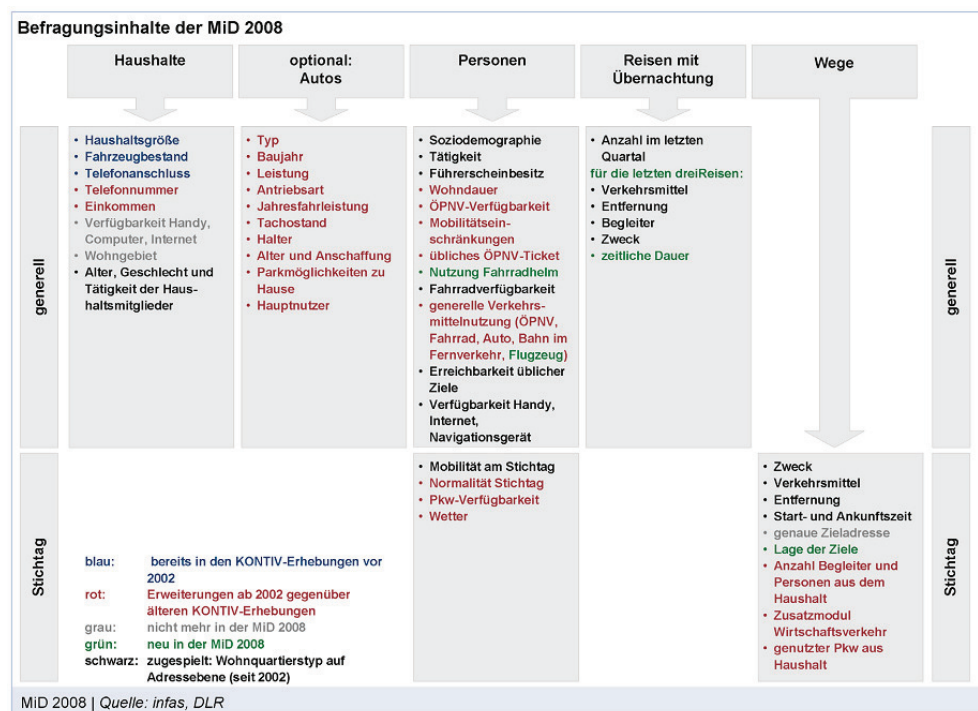 Befragungsinhalte der MiD 2008
Haushalte
optional:
Autos
Personen
Reisen mit
Übernachtung
Wege
generell
• Haushaltsgröße
• Fahrzeugbestand
• Telefonanschluss
• Telefonnummer
• Einkommen
• Verfügbarkeit Handy,
Computer, Internet
• Wohngebiet
• Alter, Geschlecht und
Tätigkeit der Haus-
haltsmitglieder
• Typ
• Baujahr
• Leistung
• Antriebsart
• Jahresfahrleistung
• Tachostand
• Halter
• Alter und Anschaffung
• Parkmöglichkeiten zu
Hause
• Hauptnutzer
• Soziodemographie
• Tätigkeit
• Führerscheinbesitz
• Wohndauer
• ÖPNV-Verfügbarkeit
• Mobilitätsein-
schränkungen
• übliches ÖPNV-Ticket
• Nutzung Fahrradhelm
• Fahrradverfügbarkeit
• generelle Verkehrs-
mittelnutzung (ÖPNV,
Fahrrad, Auto, Bahn im
Fernverkehr, Flugzeug)
• Erreichbarkeit üblicher
Ziele
• Verfügbarkeit Handy,
Internet,
Navigationsgerät
• Anzahl im letzten
Quartal
für die letzten dreiReisen:
• Verkehrsmittel
• Entfernung
• Begleiter
• Zweck
• zeitliche Dauer
generell
Stichtag
• Mobilität am Stichtag
• Normalität Stichtag
• Pkw-Verfügbarkeit
• Wetter
• Zweck
• Verkehrsmittel
• Entfernung
• Start- und Ankunftszeit
• genaue Zieladresse
• Lage der Ziele
• Anzahl Begleiter und
Personen aus dem
Haushalt
• Zusatzmodul
Wirtschaftsverkehr
• genutzter Pkw aus
Haushalt
Stichtag
blau: bereits in den KONTIV-Erhebungen vor
2002
rot: Erweiterungen ab 2002 gegenüber
älteren KONTIV-Erhebungen
grau: nicht mehr in der MiD 2008
grün: neu in der MiD 2008
schwarz: zugespielt: Wohnquartierstyp auf
Adressebene (seit 2002)
MiD 2008 | Quelle: infas, DLR